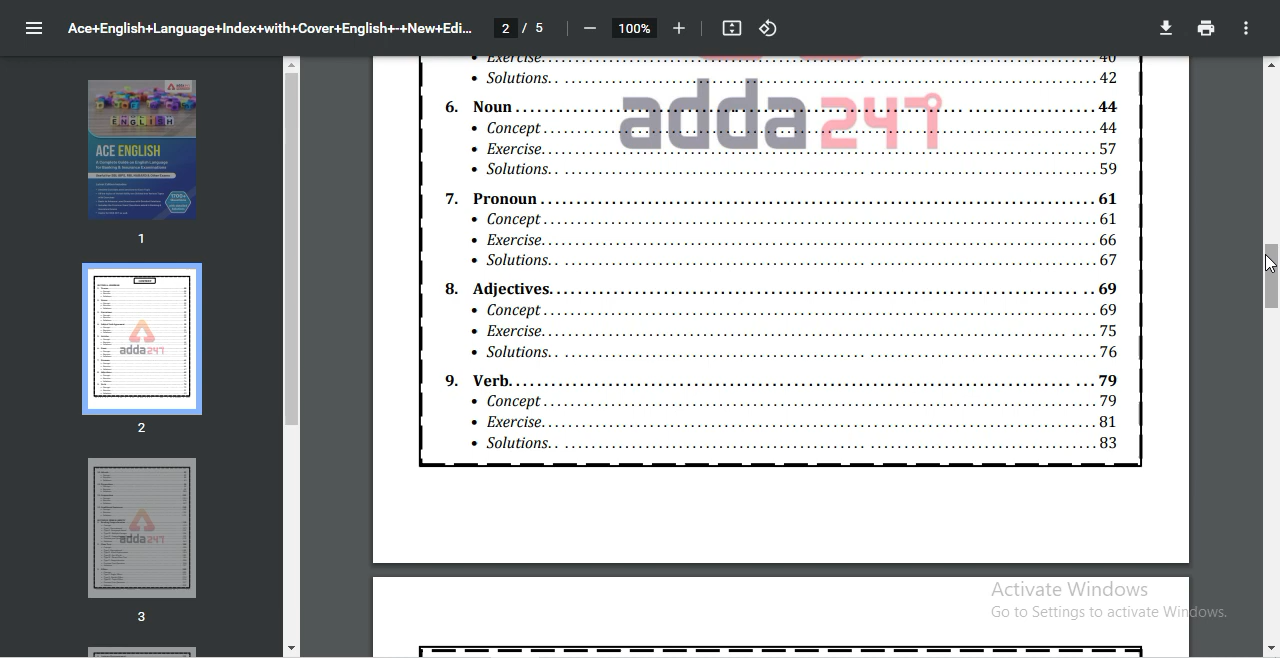 Ace+English+Language+Index+with+Cover+English+-+New+Edi...
2 / 5
100%
ENGLISH
ACE ENGLISH
1
2
3
adda247
• Exercise. 40
• Solutions. 42
6. Noun 44
• Concept 44
• Exercise. 57
• Solutions. 59
7. Pronoun 61
• Concept 61
• Exercise. 66
• Solutions. 67
8. Adjectives. 69
• Concept 69
• Exercise. 75
• Solutions. 76
9. Verb. 79
• Concept 79
• Exercise. 81
• Solutions. 83
Activate Windows
Go to Settings to activate Windows.